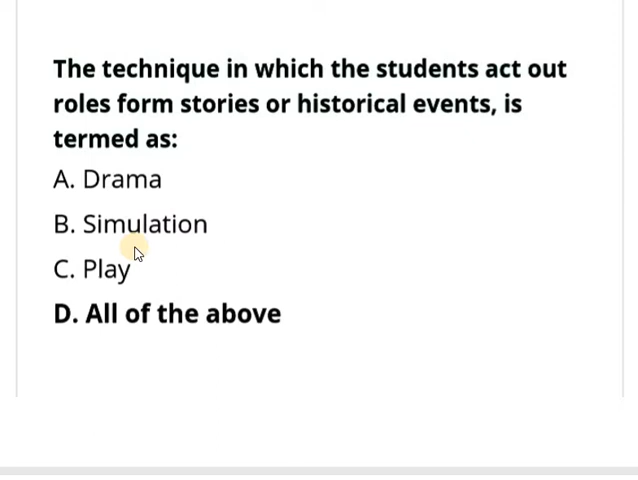 The technique in which the students act out
roles form stories or historical events, is
termed as:
A. Drama
B. Simulation
C. Play
D. All of the above